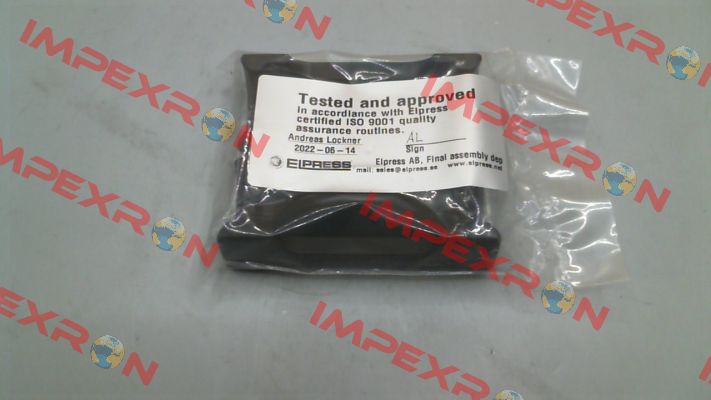 Tested and approved
in accordance with Elpress
certified ISO 9001 quality
assurance routines.
Andreas Lockner AL
2022-06-14 Sign
ELPRESS Elpress AB, Final assembly dep
mail: sales@elpress.se www.elpress.net
IMPEXRON
IMPEXRON
IMPEXRON
IMPEXRON
IMPEXRON
IMPEXRON
IMPEXRON